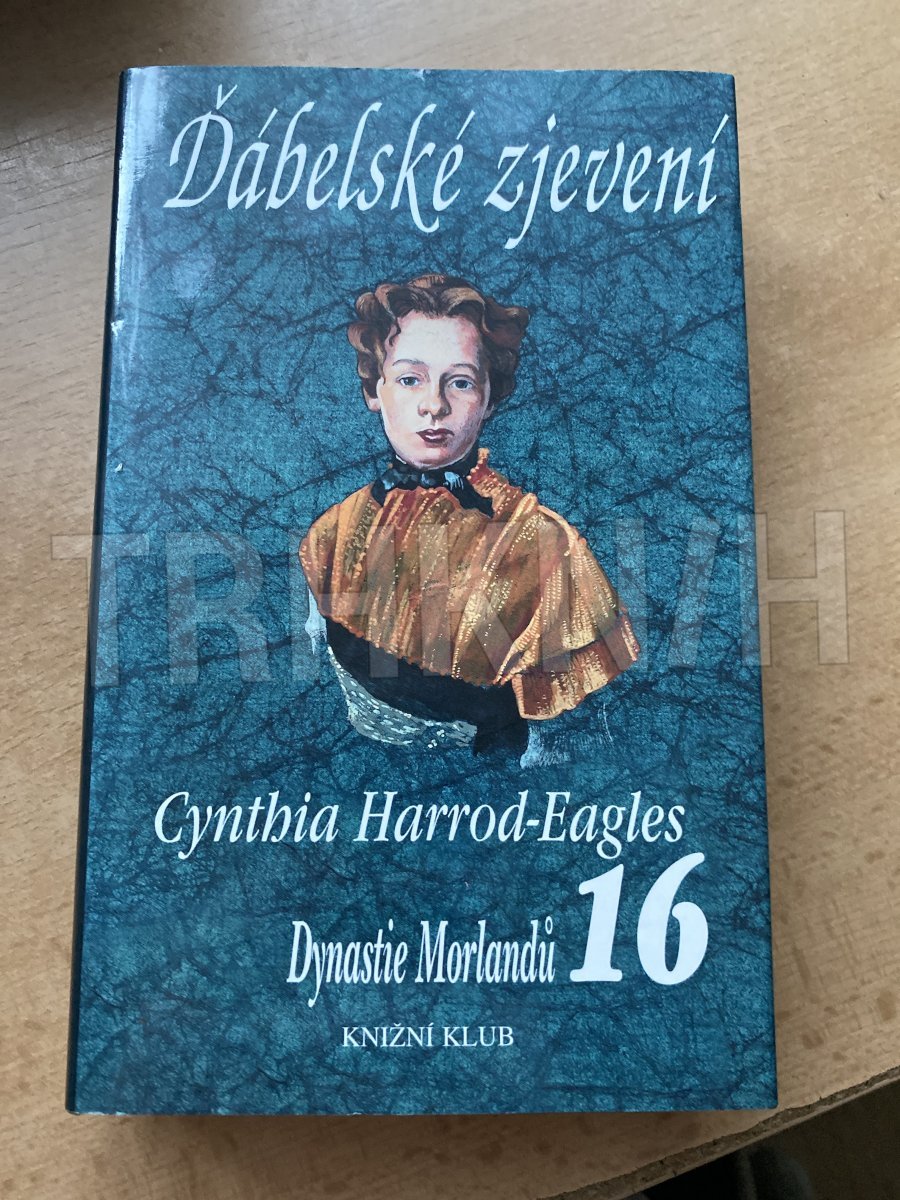 Ďábelské zjevení
Cynthia Harrod-Eagles
Dynastie Morlandů 16
KNIŽNÍ KLUB